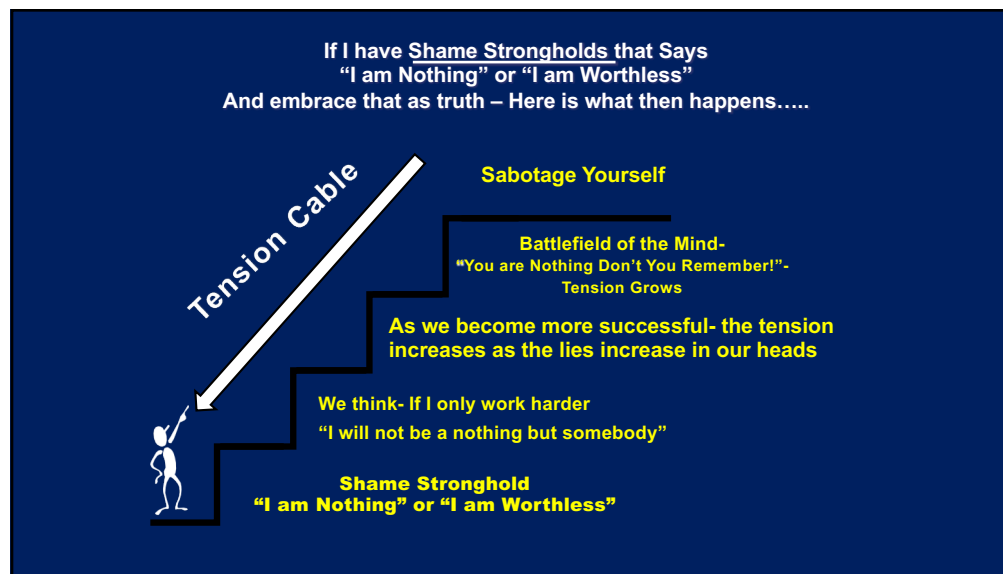 If I have Shame Strongholds that Says
“I am Nothing” or “I am Worthless”
And embrace that as truth – Here is what then happens…..
Tension Cable
Sabotage Yourself
Battlefield of the Mind-
“You are Nothing Don’t You Remember!”-
Tension Grows
As we become more successful- the tension
increases as the lies increase in our heads
We think- If I only work harder
“I will not be a nothing but somebody”
Shame Stronghold
“I am Nothing” or “I am Worthless”